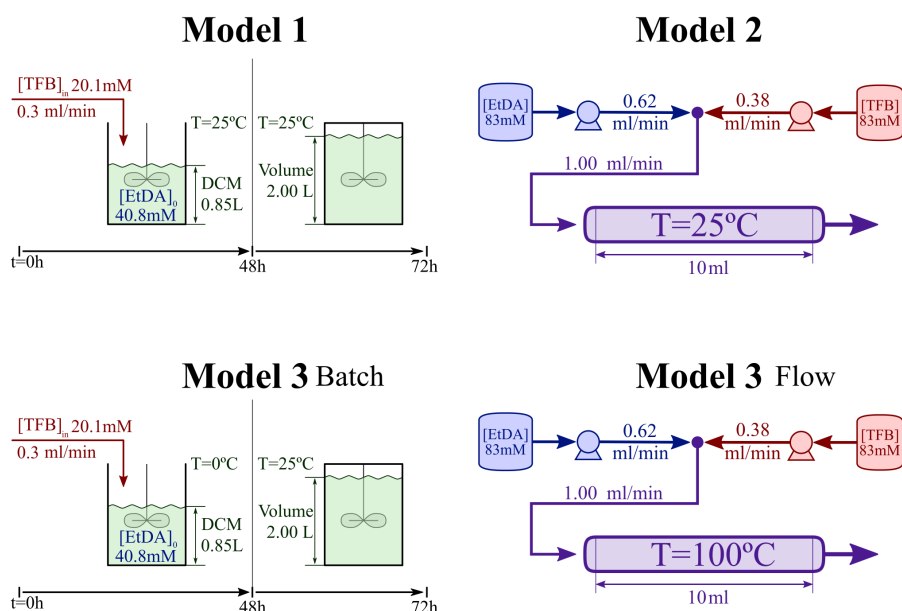 Model 1
[TFB]in 20.1mM
0.3 ml/min
T=25ºC
T=25ºC
[EtDA]0
40.8mM
DCM
0.85L
Volume
2.00 L
t=0h
48h
72h
Model 2
[EtDA]
83mM
0.62
ml/min
0.38
ml/min
[TFB]
83mM
1.00 ml/min
T=25ºC
10ml
Model 3 Batch
[TFB]in 20.1mM
0.3 ml/min
T=0ºC
T=25ºC
[EtDA]0
40.8mM
DCM
0.85L
Volume
2.00 L
t=0h
48h
72h
Model 3 Flow
[EtDA]
83mM
0.62
ml/min
0.38
ml/min
[TFB]
83mM
1.00 ml/min
T=100ºC
10ml